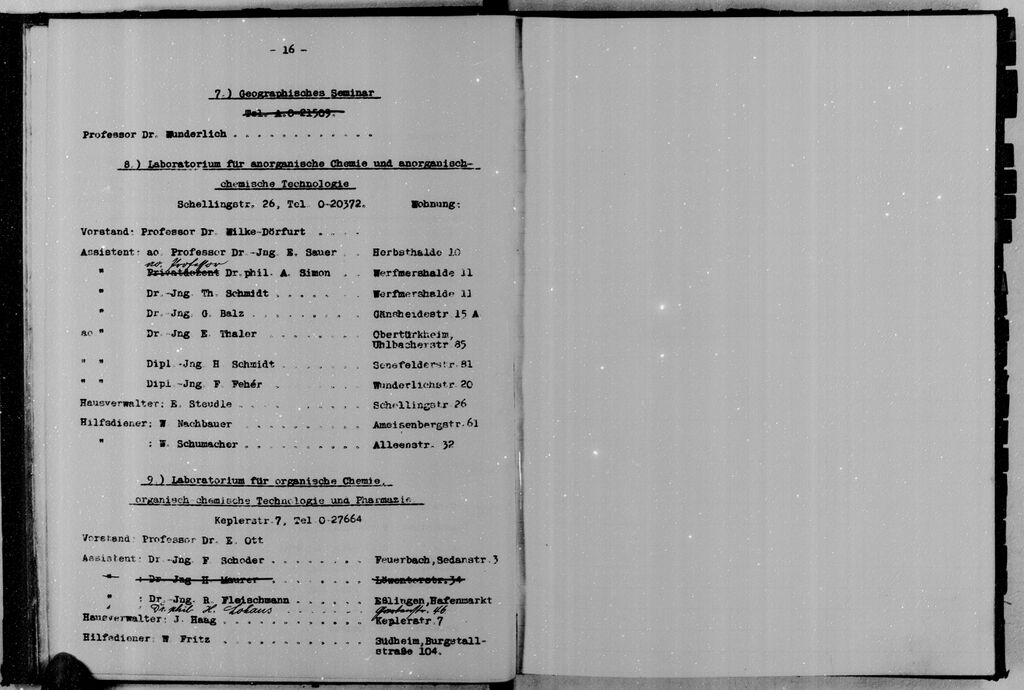 - 16 -
7.) Geographisches Seminar
Tel. A.O-21509.
Professor Dr. Wunderlich . . . . . . . . . . . .
8.) Laboratorium für anorganische Chemie und anorganisch-
chemische Technologie
Schellingstr. 26, Tel. O-20372. Wohnung:
Vorstand: Professor Dr. Wilke-Dörfurt . . . .
Assistent: ao. Professor Dr.-Jng. E. Sauer . . Herbsthalde 10
ao. Professor
" Privatdozent Dr.phil. A. Simon . . Werfmershalde 11
" Dr.-Jng. Th. Schmidt . . . . . . . Werfmershalde 11
" Dr.-Jng. G. Balz . . . . . . . . . Gänsheidestr. 15 A
ao " Dr.-Jng. E. Thaler . . . . . . . . Obertürkheim,
Uhlbacherstr. 85
" " Dipl.-Jng. H. Schmidt . . . . . . . Senefelderstr. 81
" " Dipl.-Jng. F. Fehér . . . . . . . . Wunderlichstr. 20
Hausverwalter: E. Steudle . . . . . . . . . . Schellingstr. 26
Hilfsdiener: W. Nachbauer . . . . . . . . . . Ameisenbergstr. 61
" : W. Schumacher . . . . . . . . . . Alleenstr. 32
9.) Laboratorium für organische Chemie,
organisch-chemische Technologie und Pharmazie
Keplerstr. 7, Tel. O-27664
Vorstand: Professor Dr. E. Ott
Assistent: Dr.-Jng. F. Schoder . . . . . . . . Feuerbach, Sedanstr. 3
" : Dr. Jng H. Maurer . . . . . . . . Löwentorstr. 34
" : Dr. Jng. R. Fleischmann . . . . . . Eßlingen, Hafenmarkt
" Dr. phil. H. Lohaus 46
Hausverwalter: J. Haag . . . . . . . . . . . . Keplerstr. 7
Hilfsdiener: W. Fritz . . . . . . . . . . . . Südheim, Burgstall-
straße 104.